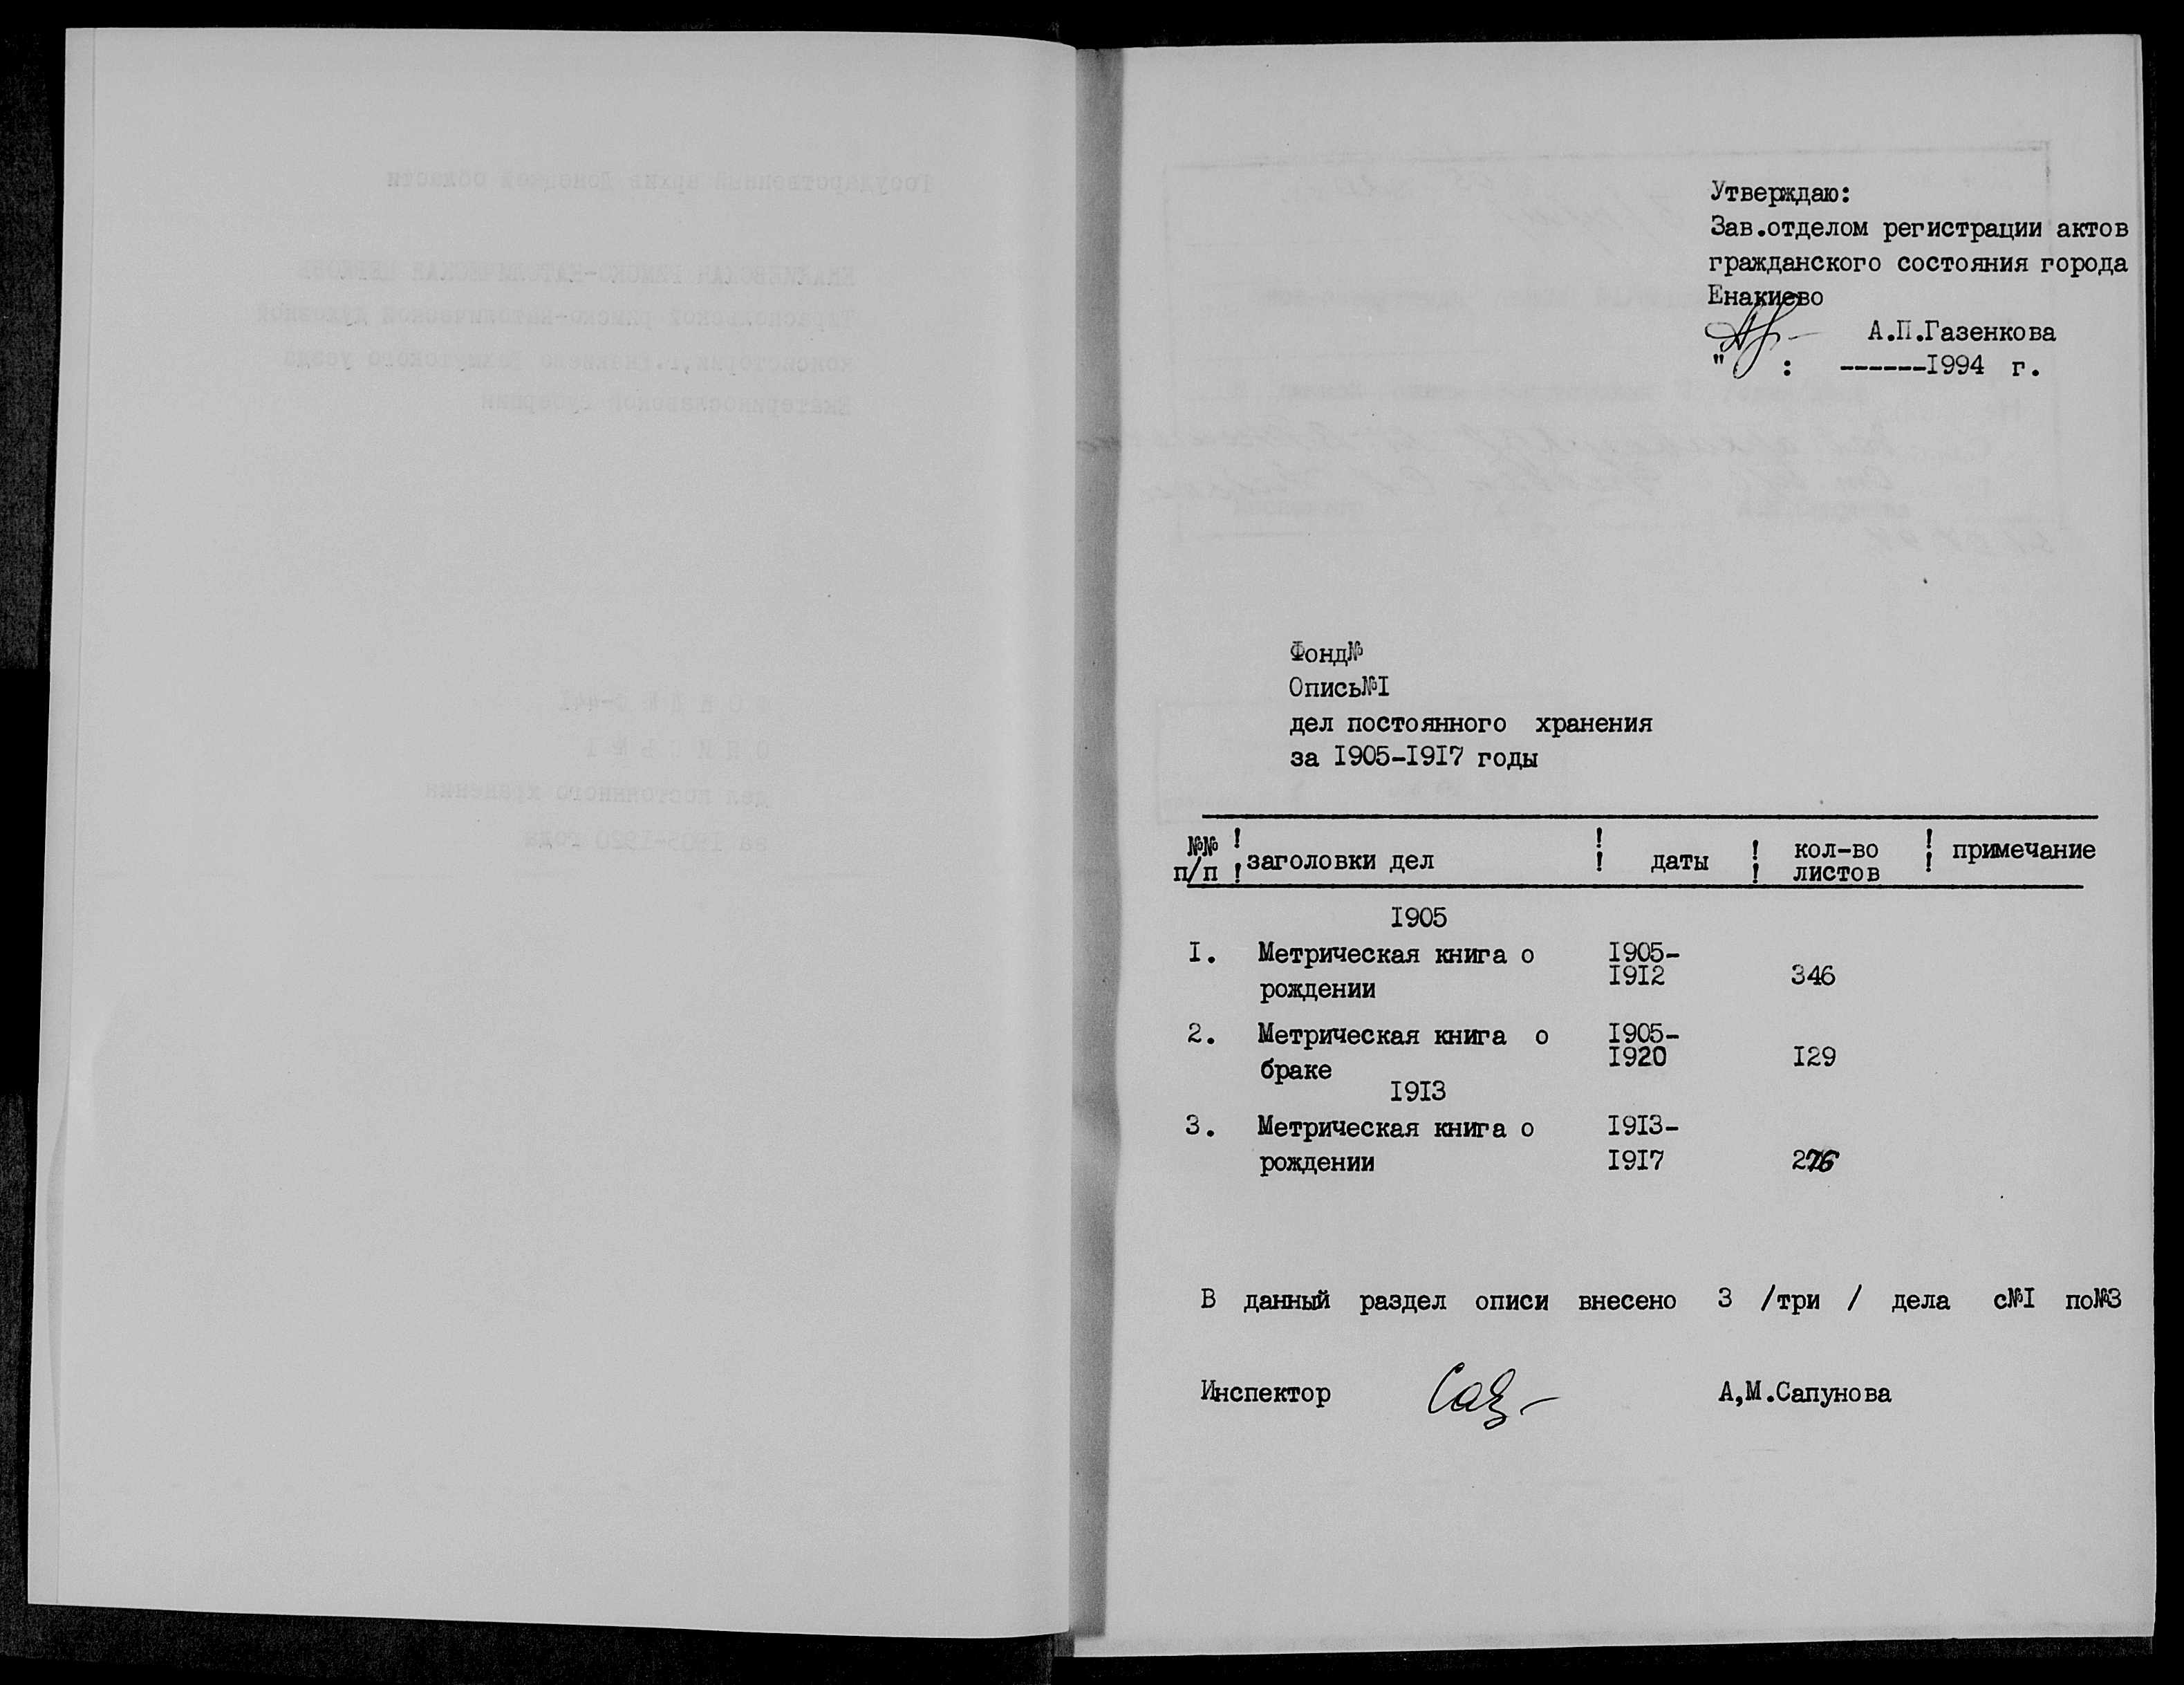 Утверждаю:
Зав.отделом регистрации актов
гражданского состояния города
Енакиево
А.П.Газенкова
" : ------I994 г.
Фонд№
Опись№I
дел постоянного хранения
за I905-I9I7 годы
№№ ! ! ! кол-во ! примечание
п/п ! заголовки дел ! даты ! листов !
I905
I. Метрическая книга о I905-
I9I2 346
рождении
2. Метрическая книга о I905-
I920 I29
браке
I9I3
3. Метрическая книга о I9I3-
рождении I9I7 276
В данный раздел описи внесено 3 /три / дела с№I по№3
Инспектор А,М.Сапунова